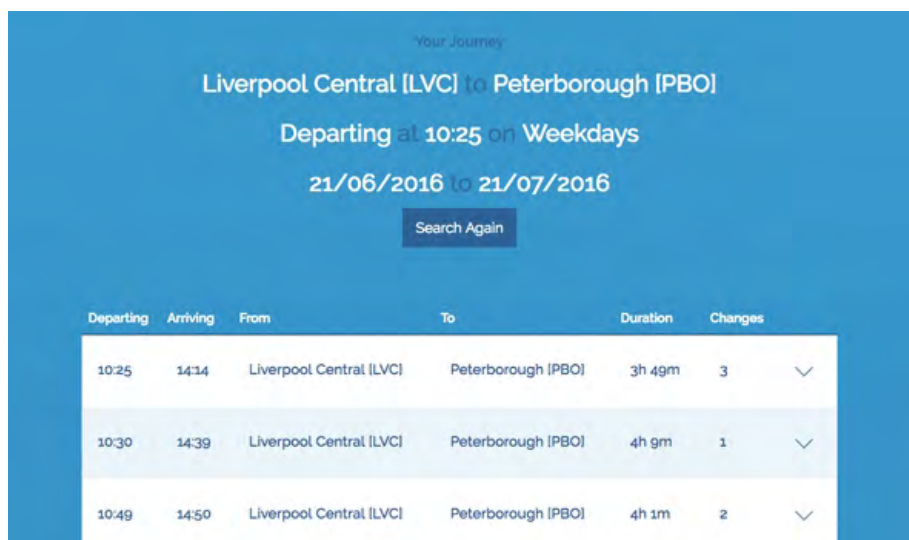 Your Journey
Liverpool Central [LVC] to Peterborough [PBO]
Departing at 10:25 on Weekdays
21/06/2016 to 21/07/2016
Search Again
Departing Arriving From To Duration Changes
10:25 14:14 Liverpool Central [LVC] Peterborough [PBO] 3h 49m 3
10:30 14:39 Liverpool Central [LVC] Peterborough [PBO] 4h 9m 1
10:49 14:50 Liverpool Central [LVC] Peterborough [PBO] 4h 1m 2